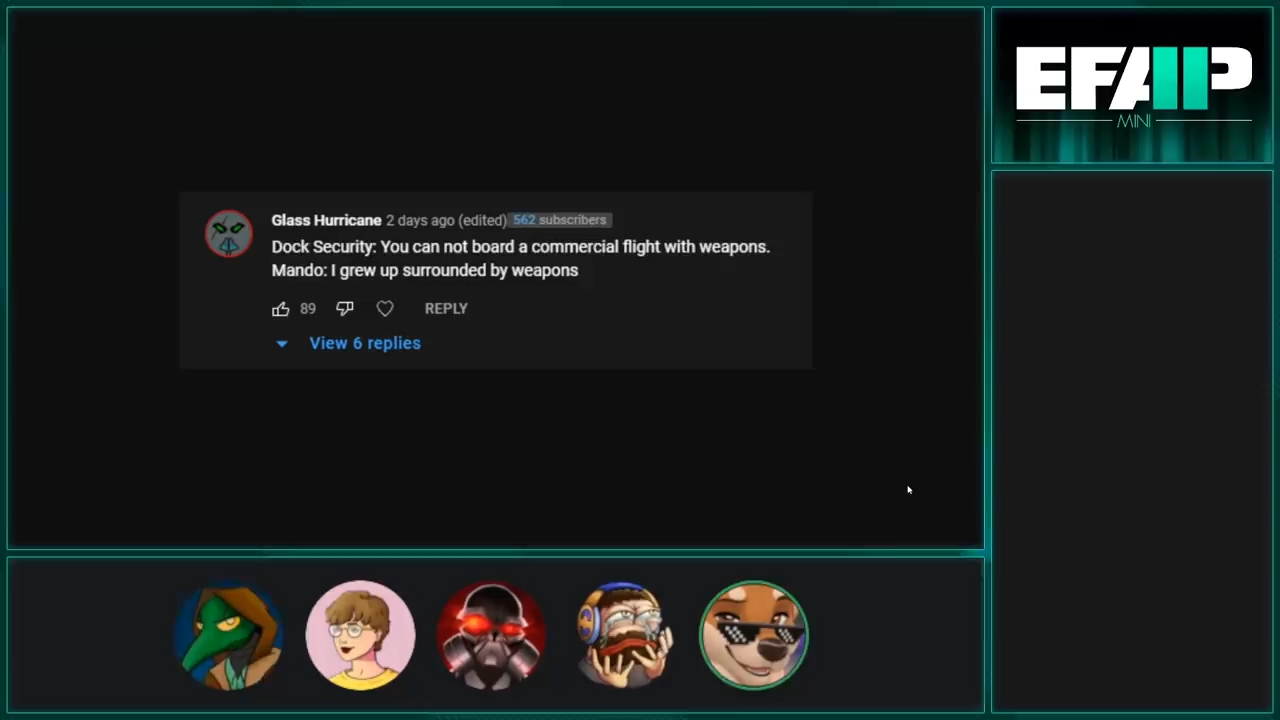 EFAP
MINI
Glass Hurricane 2 days ago (edited) 562 subscribers
Dock Security: You can not board a commercial flight with weapons.
Mando: I grew up surrounded by weapons
89 REPLY
View 6 replies